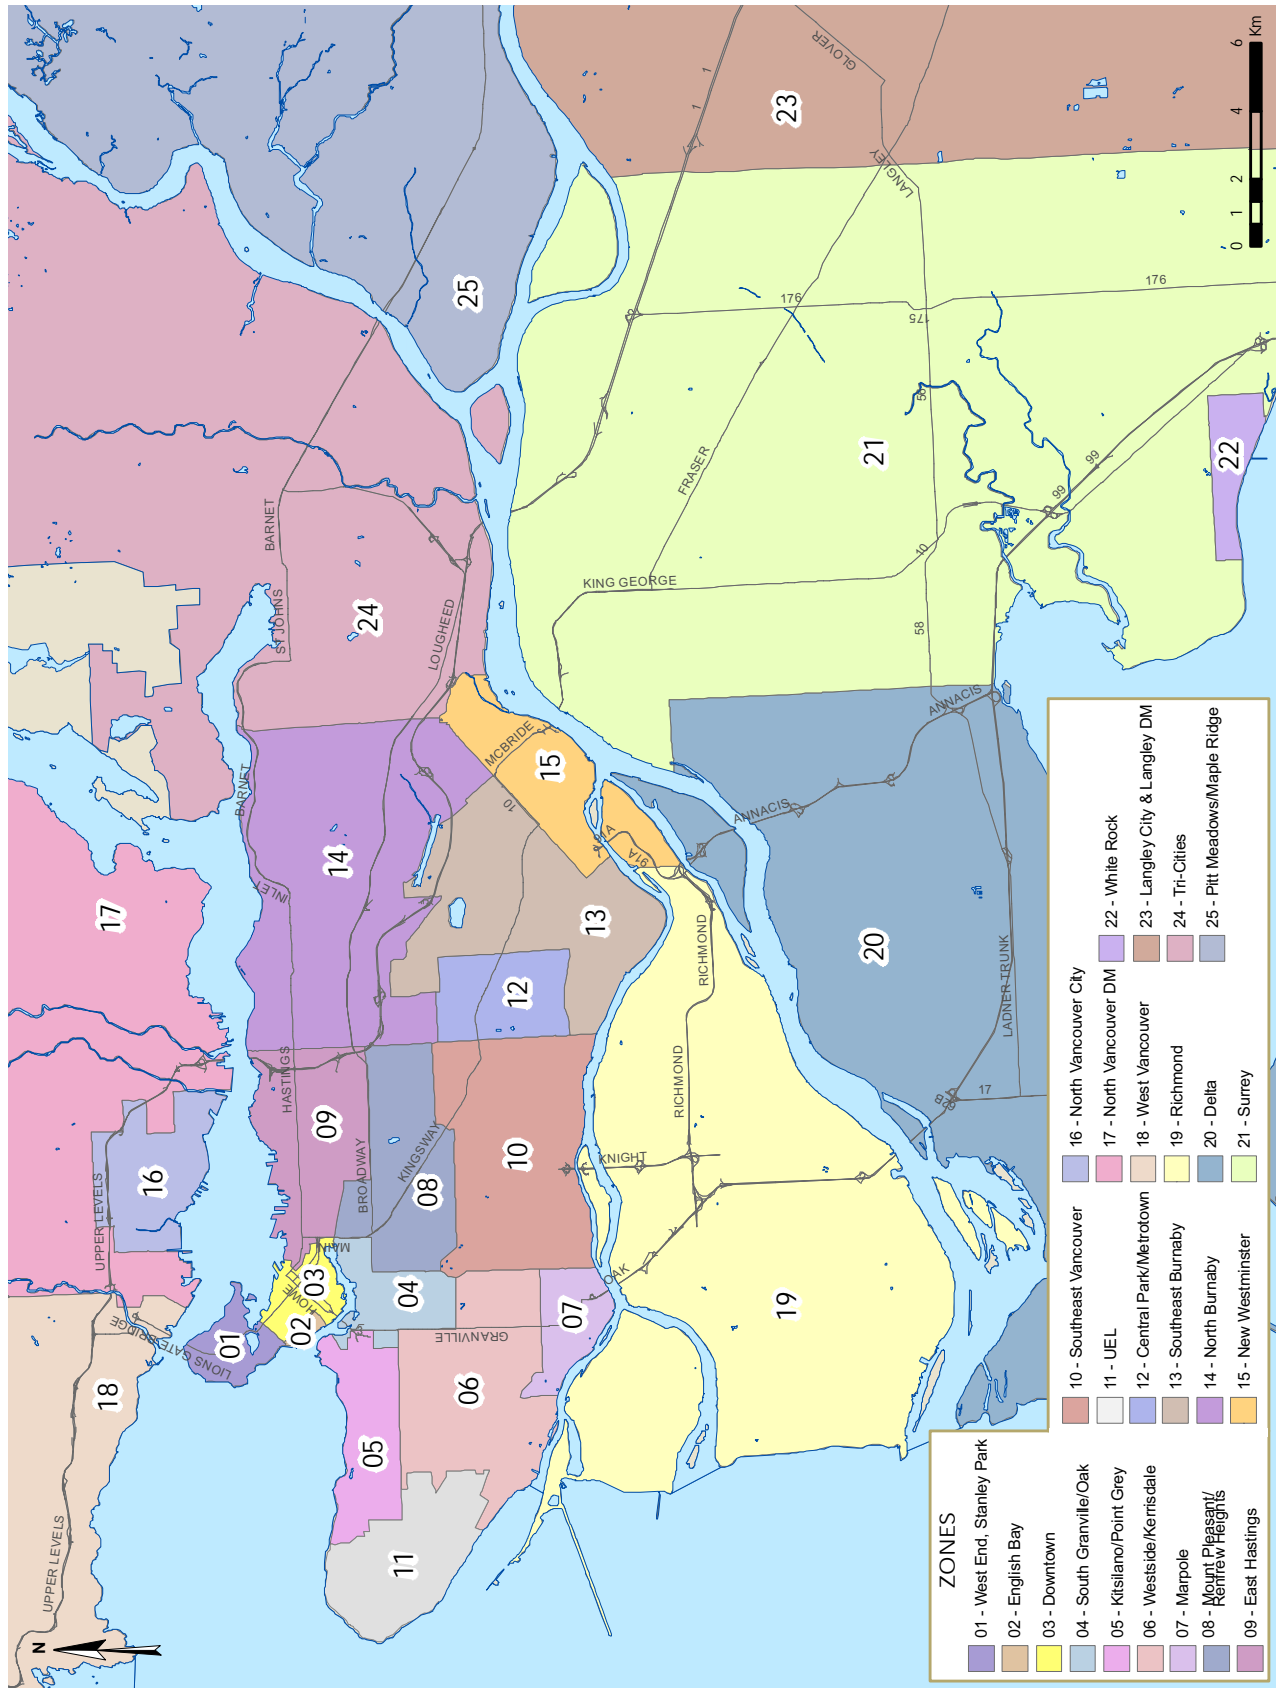 UPPER LEVELS
N
18
UPPER LEVELS
16
17
LIONS GATE BRIDGE
01
02
HOWE
03
MAIN
HASTINGS
09
INLET
BARNET
14
ST JOHNS
BARNET
24
LOUGHEED
25
11
05
04
BROADWAY
KINGSWAY
08
06
GRANVILLE
07
OAK
10
KNIGHT
12
13
10
MCBRIDE
15
91A
91A
RICHMOND
RICHMOND
19
ANNACIS
ANNACIS
20
LADNER TRUNK
17
62B
KING GEORGE
FRASER
21
58
10
56
175
176
176
99
99
22
1
1
GLOVER
23
LANGLEY
0 1 2 4 6
Km
ZONES
01 - West End, Stanley Park
02 - English Bay
03 - Downtown
04 - South Granville/Oak
05 - Kitsilano/Point Grey
06 - Westside/Kerrisdale
07 - Marpole
08 - Mount Pleasant/
Renfrew Heights
09 - East Hastings
10 - Southeast Vancouver
11 - UEL
12 - Central Park/Metrotown
13 - Southeast Burnaby
14 - North Burnaby
15 - New Westminster
16 - North Vancouver City
17 - North Vancouver DM
18 - West Vancouver
19 - Richmond
20 - Delta
21 - Surrey
22 - White Rock
23 - Langley City & Langley DM
24 - Tri-Cities
25 - Pitt Meadows/Maple Ridge